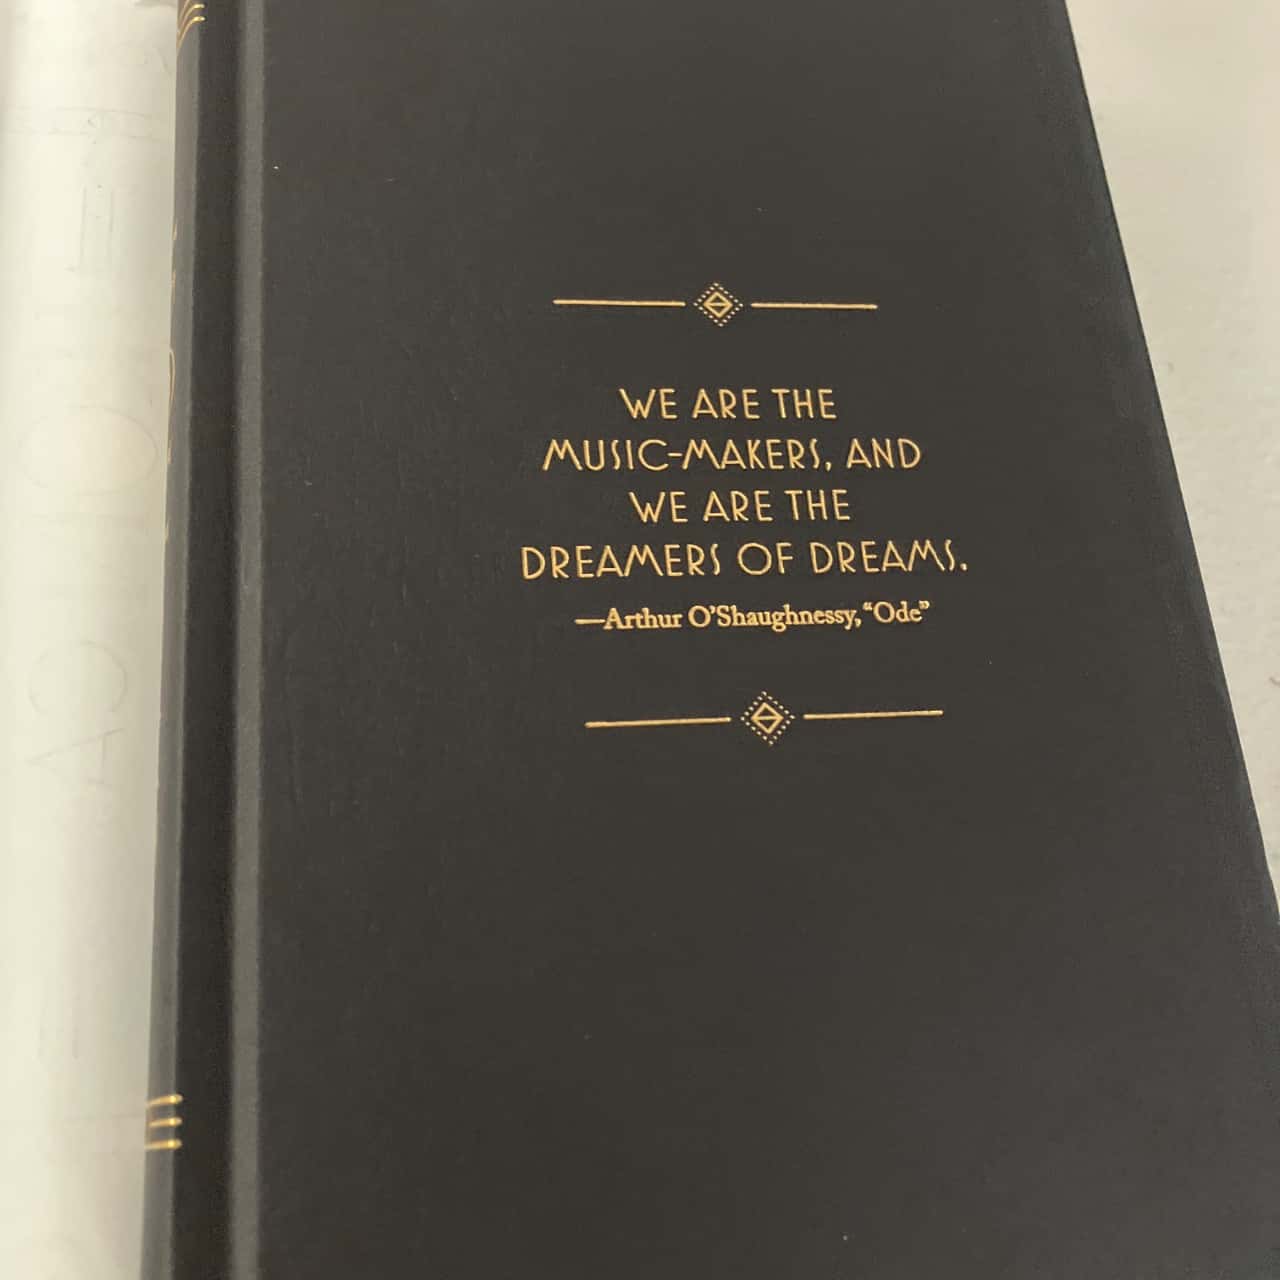 WE ARE THE
MUSIC-MAKERS, AND
WE ARE THE
DREAMERS OF DREAMS.
—Arthur O'Shaughnessy, “Ode”